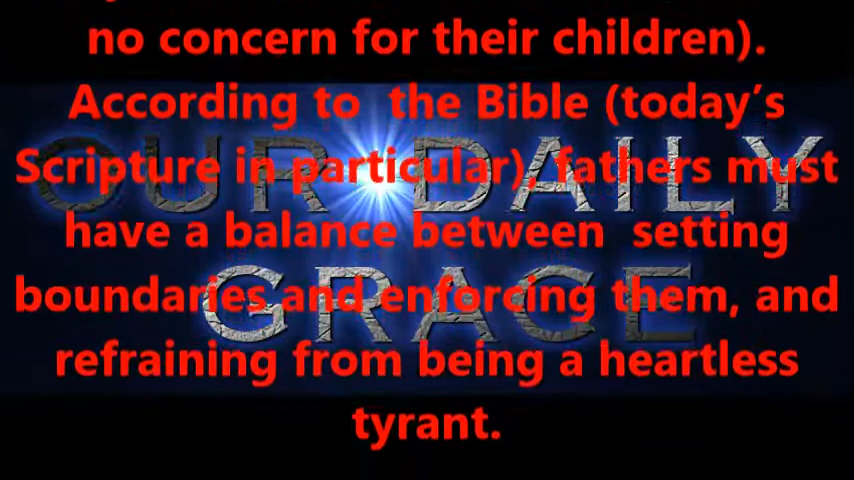 no concern for their children).
According to the Bible (today's
Scripture in particular), fathers must
have a balance between setting
boundaries and enforcing them, and
refraining from being a heartless
tyrant.
OUR DAILY
GRACE